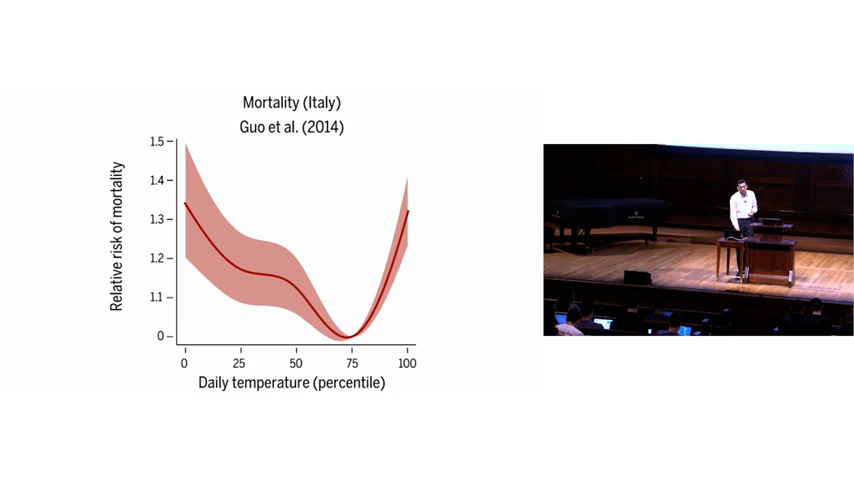 Mortality (Italy)
Guo et al. (2014)
Relative risk of mortality
1.5
1.4
1.3
1.2
1.1
0
0 25 50 75 100
Daily temperature (percentile)